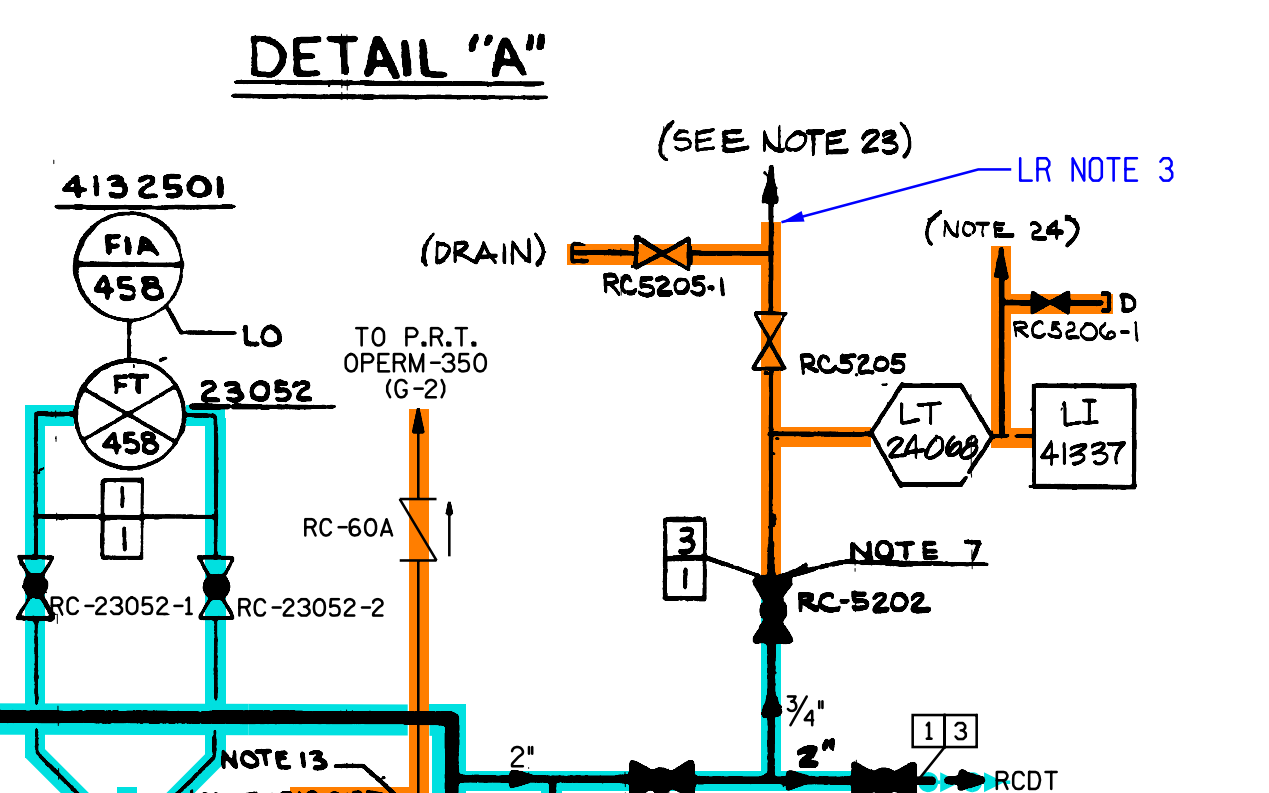 DETAIL "A"
(SEE NOTE 23)
LR NOTE 3
4132501
(NOTE 24)
FIA
458
(DRAIN)
RC5205-1
D
RC5206-1
LO
TO P.R.T.
OPERM-350
(G-2)
RC5205
FT
23052
458
LT
24068
LI
41337
1
1
RC-60A
3
1
NOTE 7
RC-23052-1
RC-23052-2
RC-5202
3/4"
1 3
NOTE 13
2"
2"
RCDT